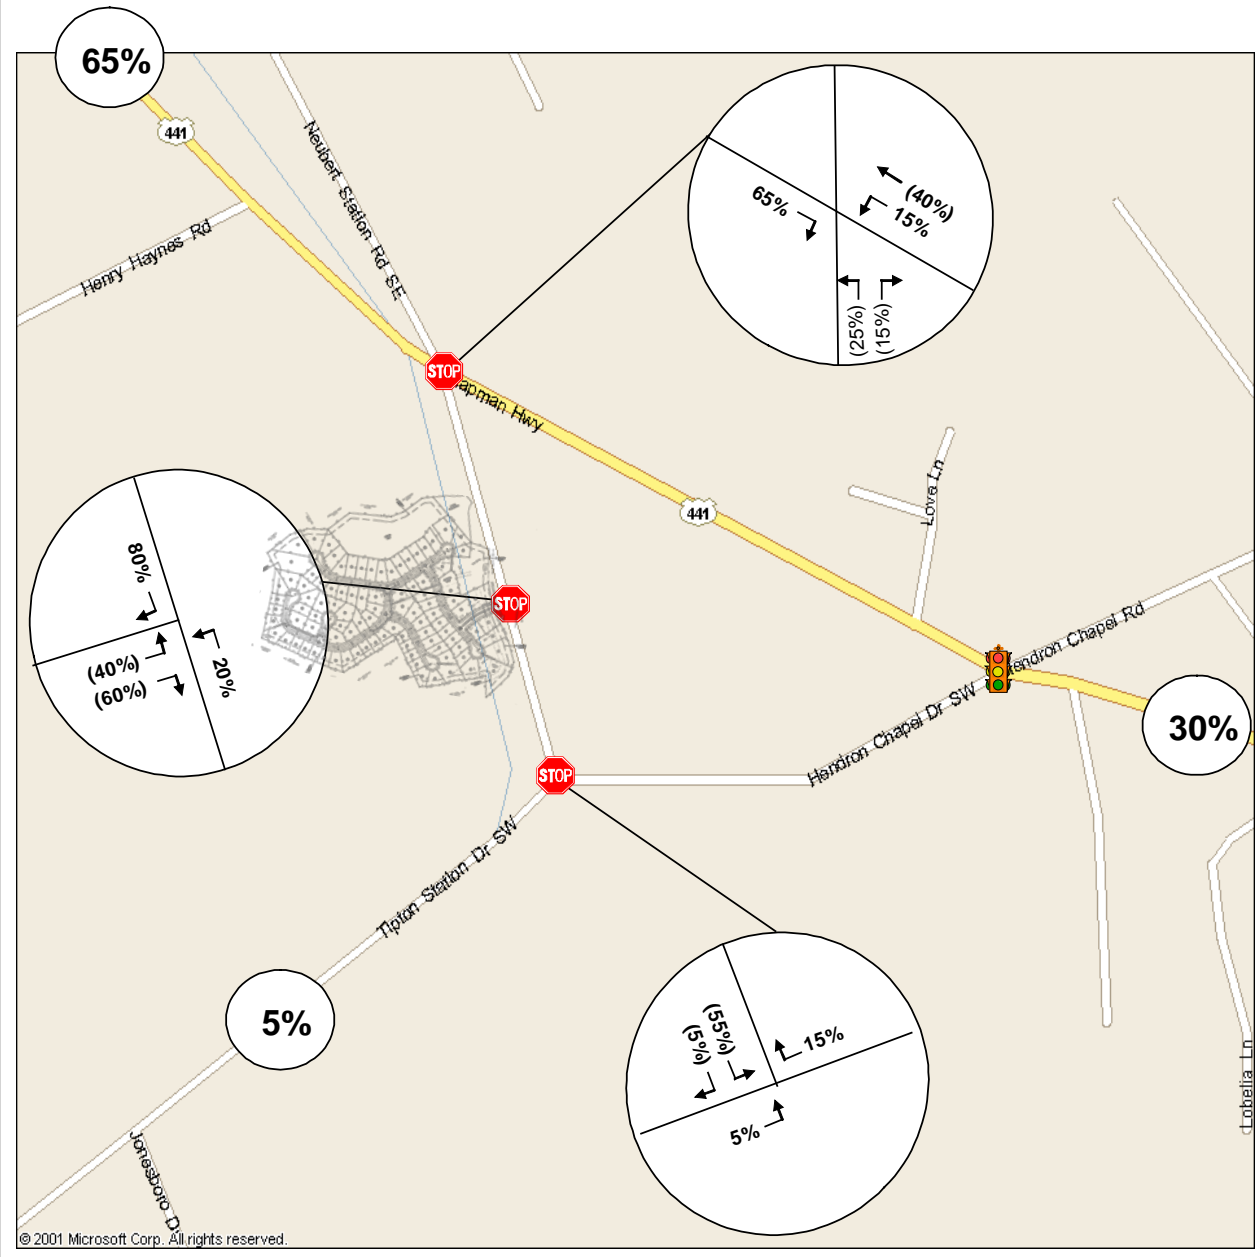 65%
441
Neubert Station Rd SE
Henry Haynes Rd
65%
(40%)
15%
(25%)
(15%)
STOP
apman Hwy
441
Love Ln
80%
(40%)
(60%)
20%
STOP
endron Chapel Rd
Hendron Chapel Dr SW
30%
STOP
Tipton Station Dr SW
5%
(55%)
(5%)
15%
5%
Lobelia Ln
Jonesboro D
© 2001 Microsoft Corp. All rights reserved.